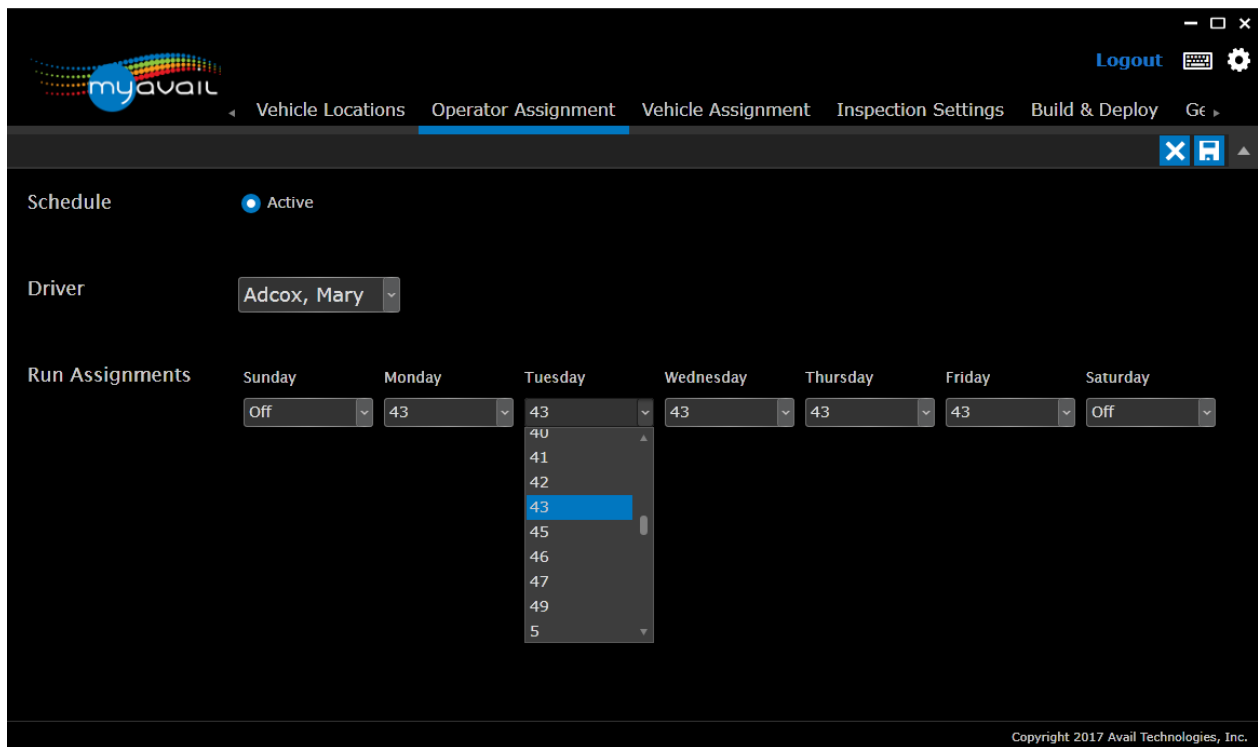 Logout
myavail
Vehicle Locations Operator Assignment Vehicle Assignment Inspection Settings Build & Deploy Ge
Schedule Active
Driver Adcox, Mary
Run Assignments Sunday Monday Tuesday Wednesday Thursday Friday Saturday
Off 43 43 43 43 43 Off
40
41
42
43
45
46
47
49
5
Copyright 2017 Avail Technologies, Inc.